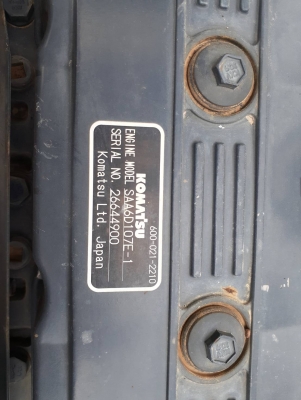 600-021-2210
KOMATSU
ENGINE MODEL SAA6D107E-1
SERIAL NO. 26644900
Komatsu Ltd. Japan